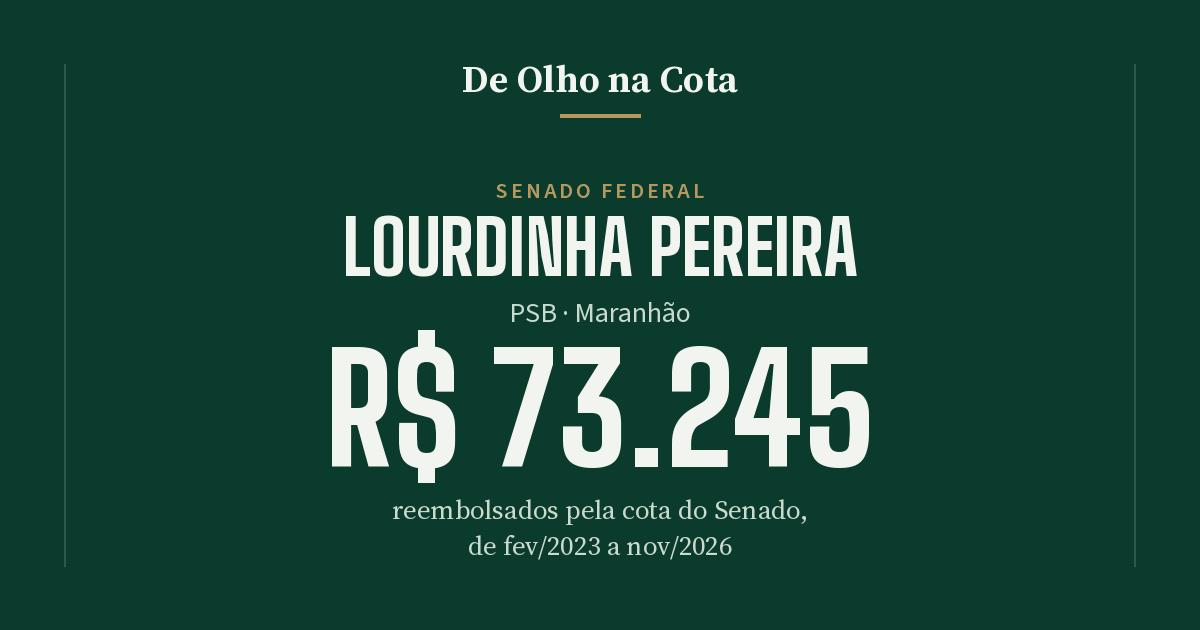 De Olho na Cota
SENADO FEDERAL
LOURDINHA PEREIRA
PSB · Maranhão
R$ 73.245
reembolsados pela cota do Senado,
de fev/2023 a nov/2026